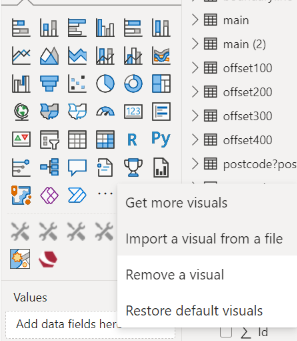 main
main (2)
offset100
offset200
offset300
offset400
postcode?pos
123
R
Py
...
Get more visuals
Import a visual from a file
Remove a visual
Restore default visuals
Values
Add data fields here
Id